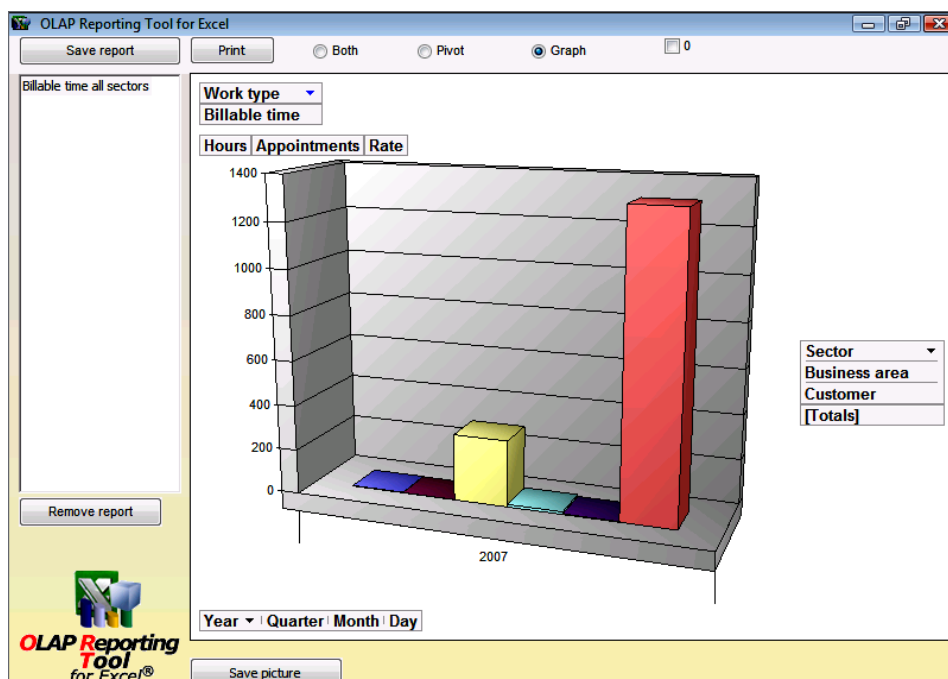 OLAP Reporting Tool for Excel
Save report
Print
Both
Pivot
Graph
0
Billable time all sectors
Work type
Billable time
Hours Appointments Rate
1400
1200
1000
800
600
400
200
0
2007
Sector
Business area
Customer
[Totals]
Remove report
Year Quarter Month Day
OLAP Reporting
Tool
for Excel®
Save picture